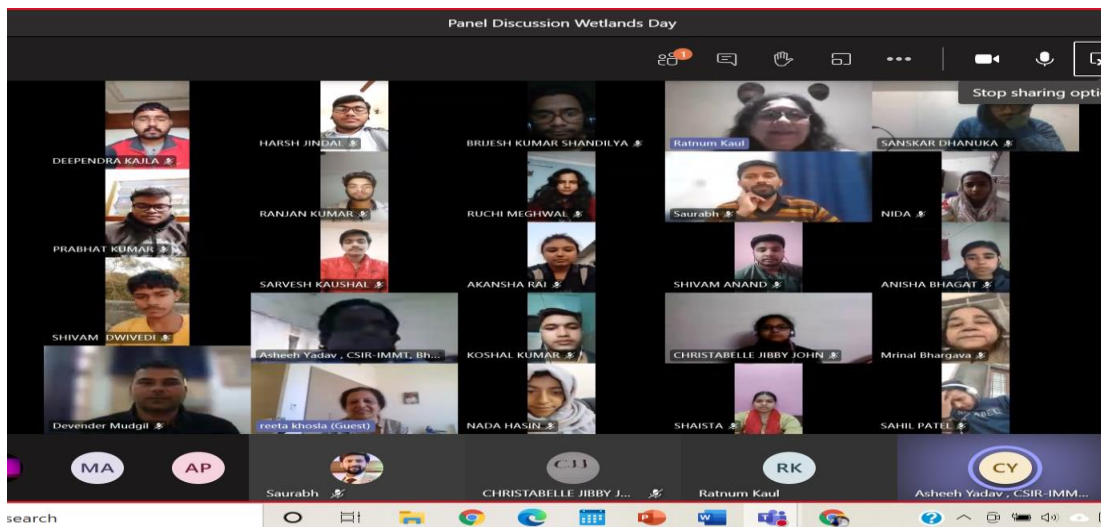 Panel Discussion Wetlands Day
1
Stop sharing opti
DEEPENDRA KAJLA
HARSH JINDAL
BRIJESH KUMAR SHANDILYA
Ratnum Kaul
SANSKAR DHANUKA
PRABHAT KUMAR
RANJAN KUMAR
RUCHI MEGHWAL
Saurabh
NIDA
SARVESH KAUSHAL
AKANSHA RAI
SHIVAM ANAND
ANISHA BHAGAT
SHIVAM DWIVEDI
Asheeh Yadav , CSIR-IMMT, Bh...
KOSHAL KUMAR
CHRISTABELLE JIBBY JOHN
Mrinal Bhargava
Devender Mudgil
reeta khosla (Guest)
NADA HASIN
SHAISTA
SAHIL PATEL
MA
AP
CJJ
RK
CY
Saurabh
CHRISTABELLE JIBBY J...
Ratnum Kaul
Asheeh Yadav , CSIR-IMM...
search